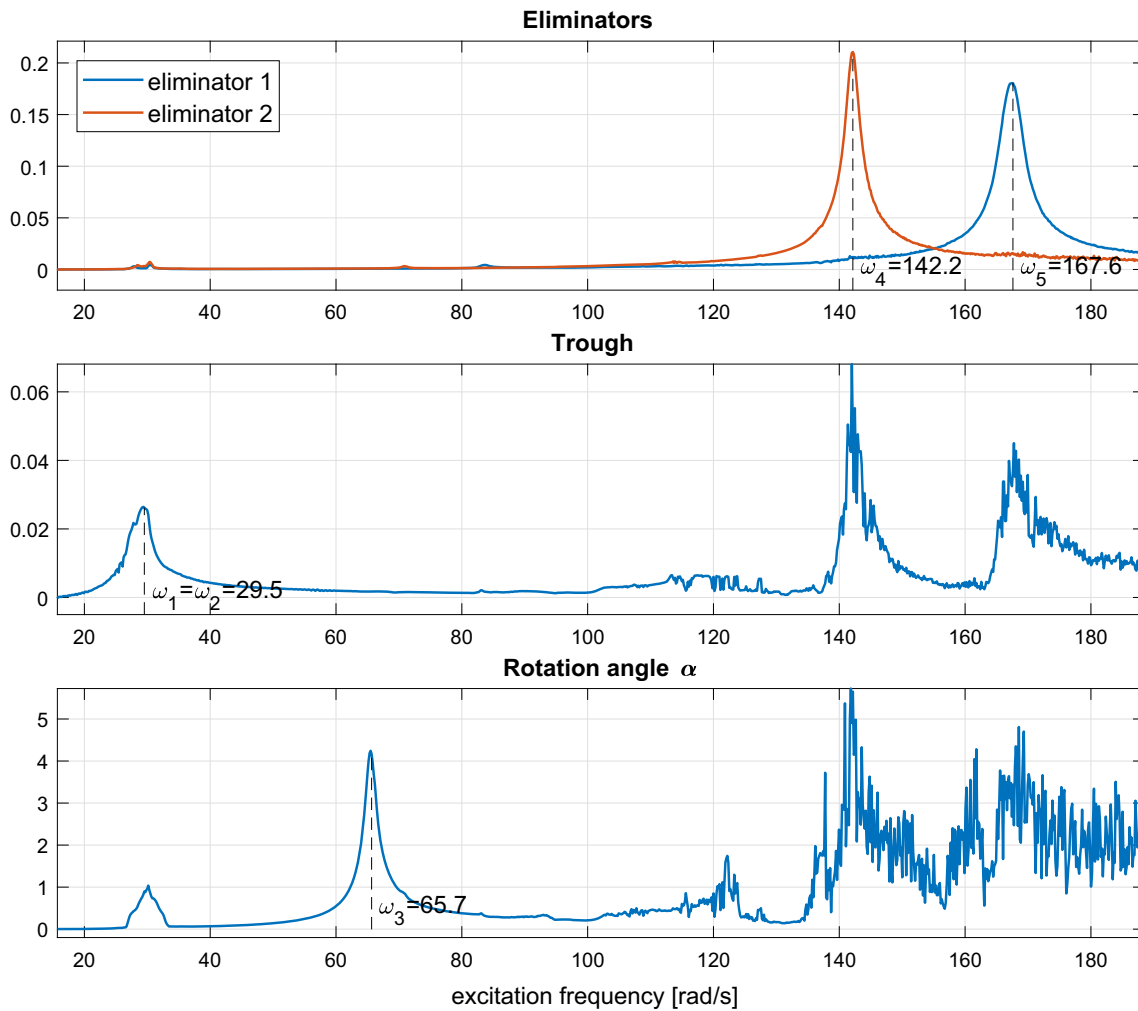 Eliminators
0.2
0.15
0.1
0.05
0
eliminator 1
eliminator 2
ω4=142.2
ω5=167.6
20 40 60 80 100 120 140 160 180
Trough
0.06
0.04
0.02
0
ω1=ω2=29.5
20 40 60 80 100 120 140 160 180
Rotation angle α
5
4
3
2
1
0
ω3=65.7
20 40 60 80 100 120 140 160 180
excitation frequency [rad/s]